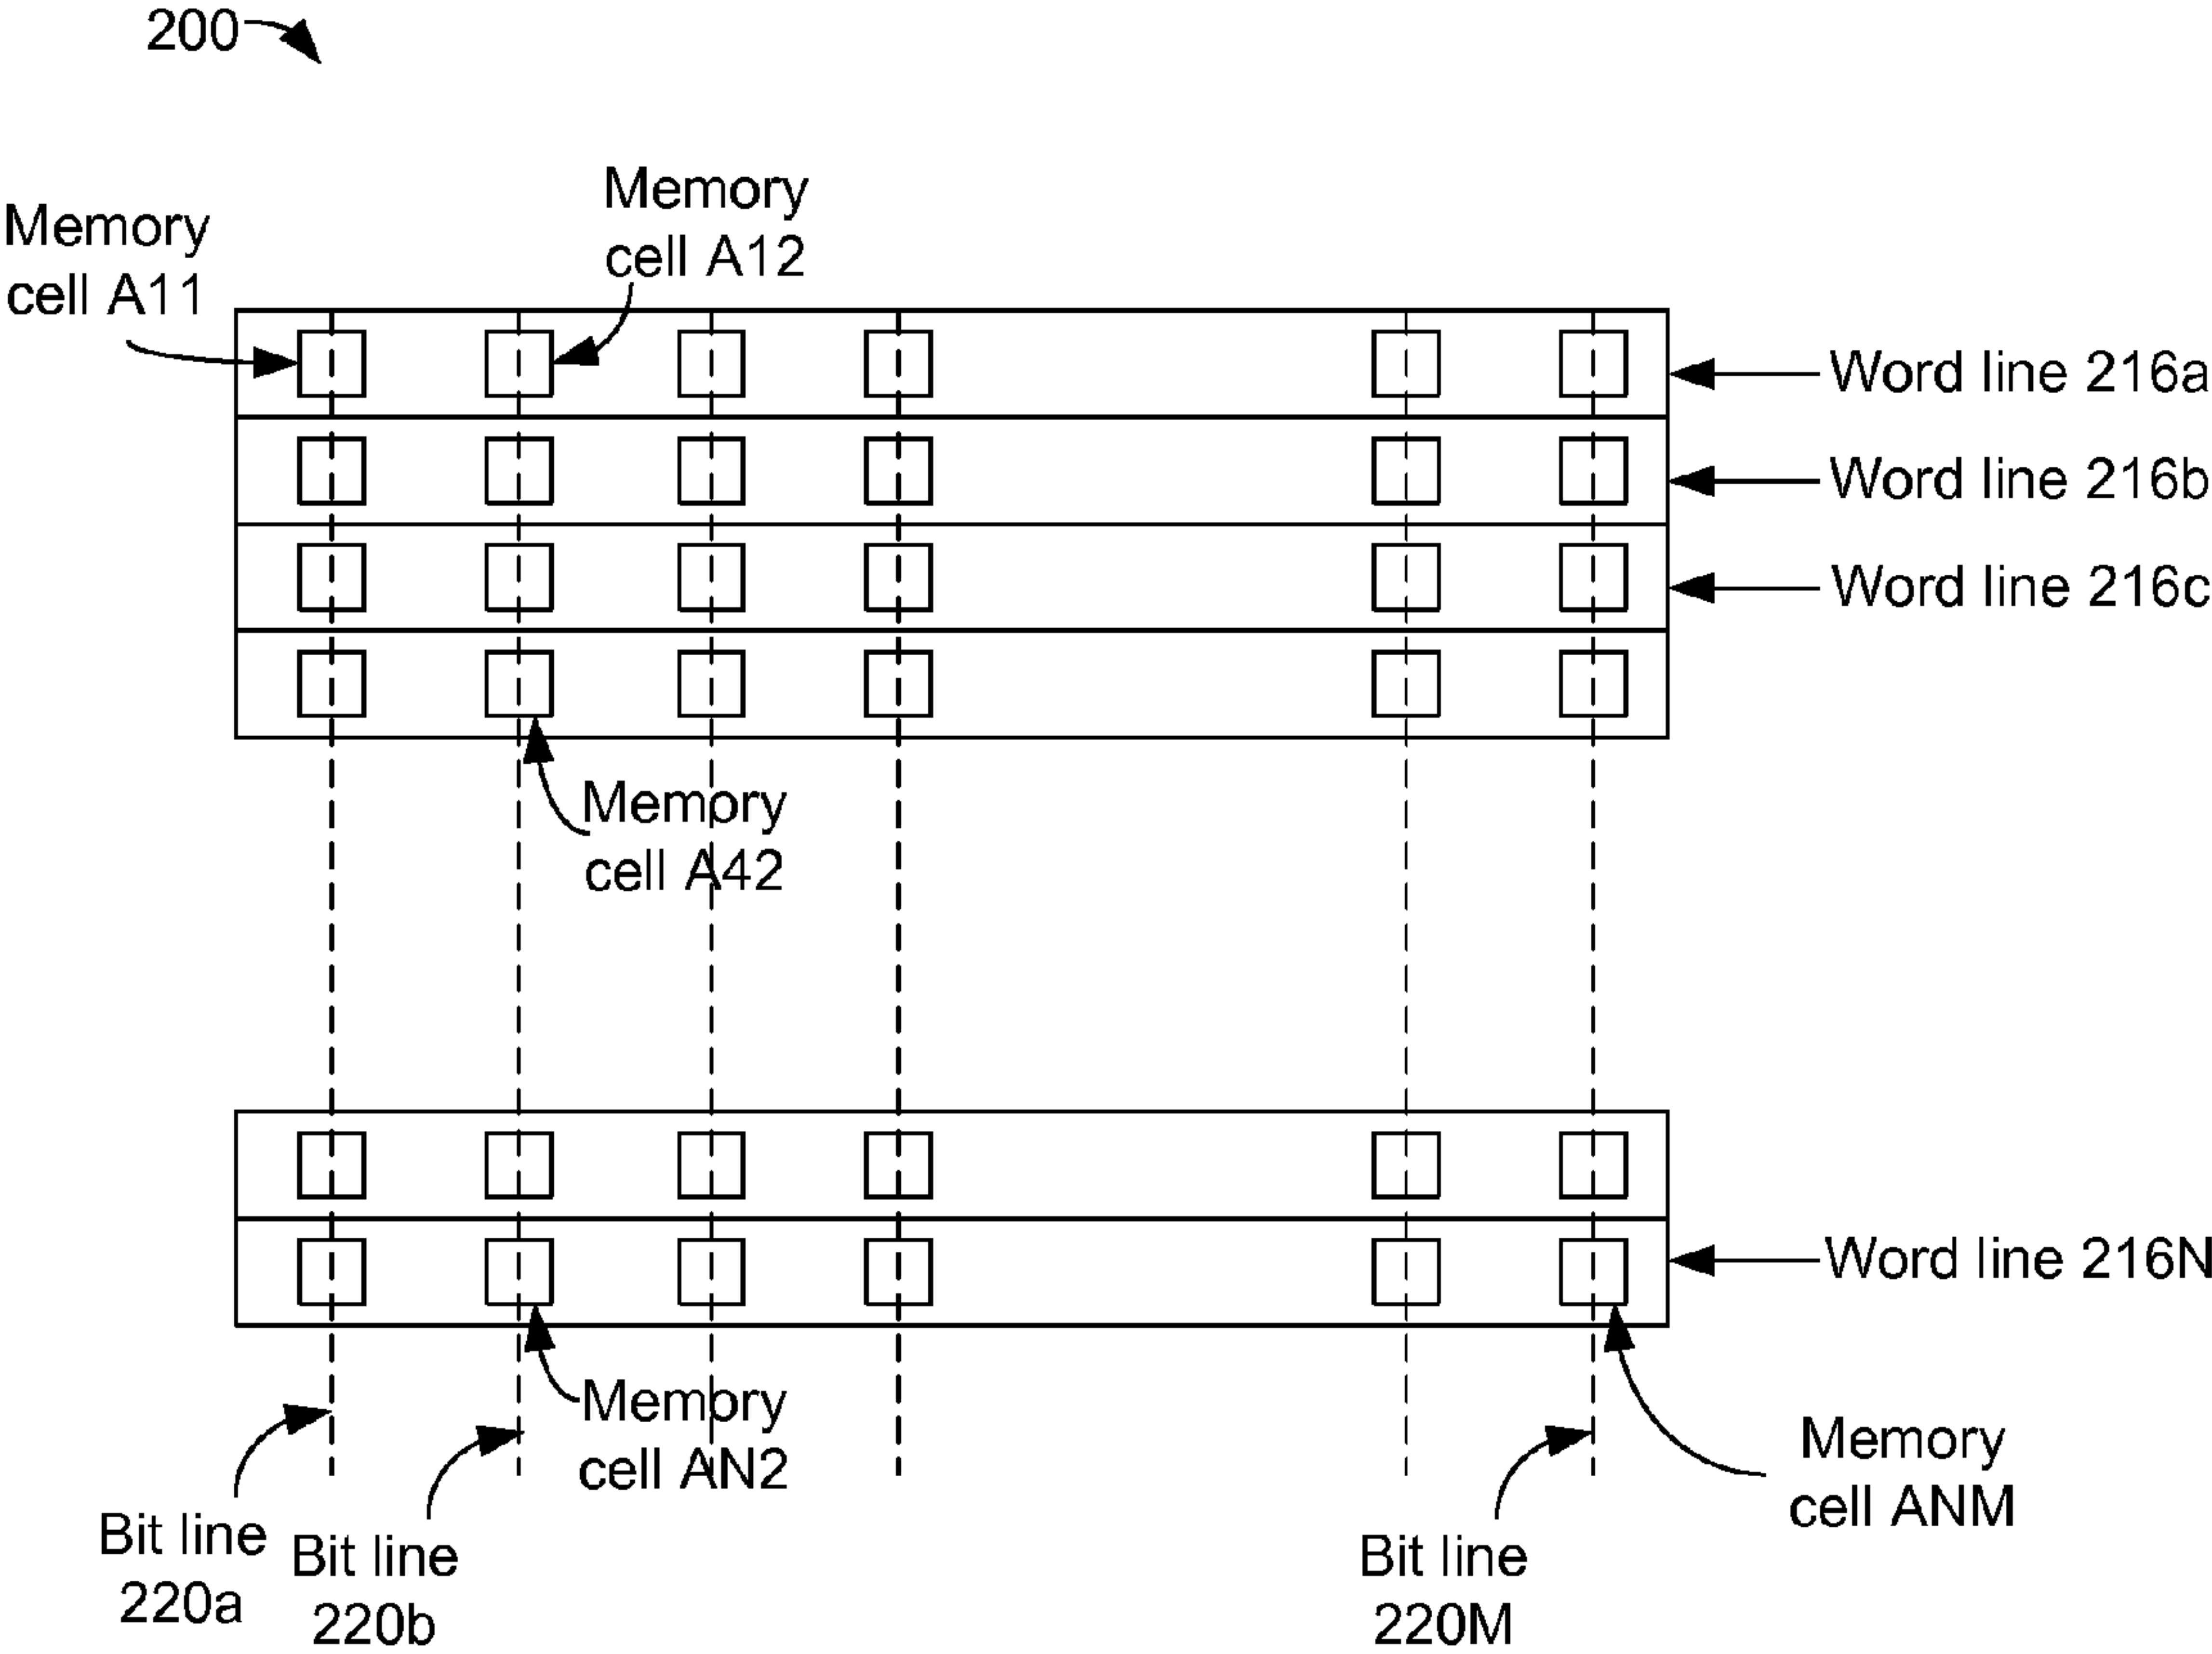 200
Memory
cell A12
Memory
cell A11
Word line 216a
Word line 216b
Word line 216c
Memory
cell A42
Word line 216N
Memory
cell AN2
Memory
cell ANM
Bit line
220a
Bit line
220b
Bit line
220M